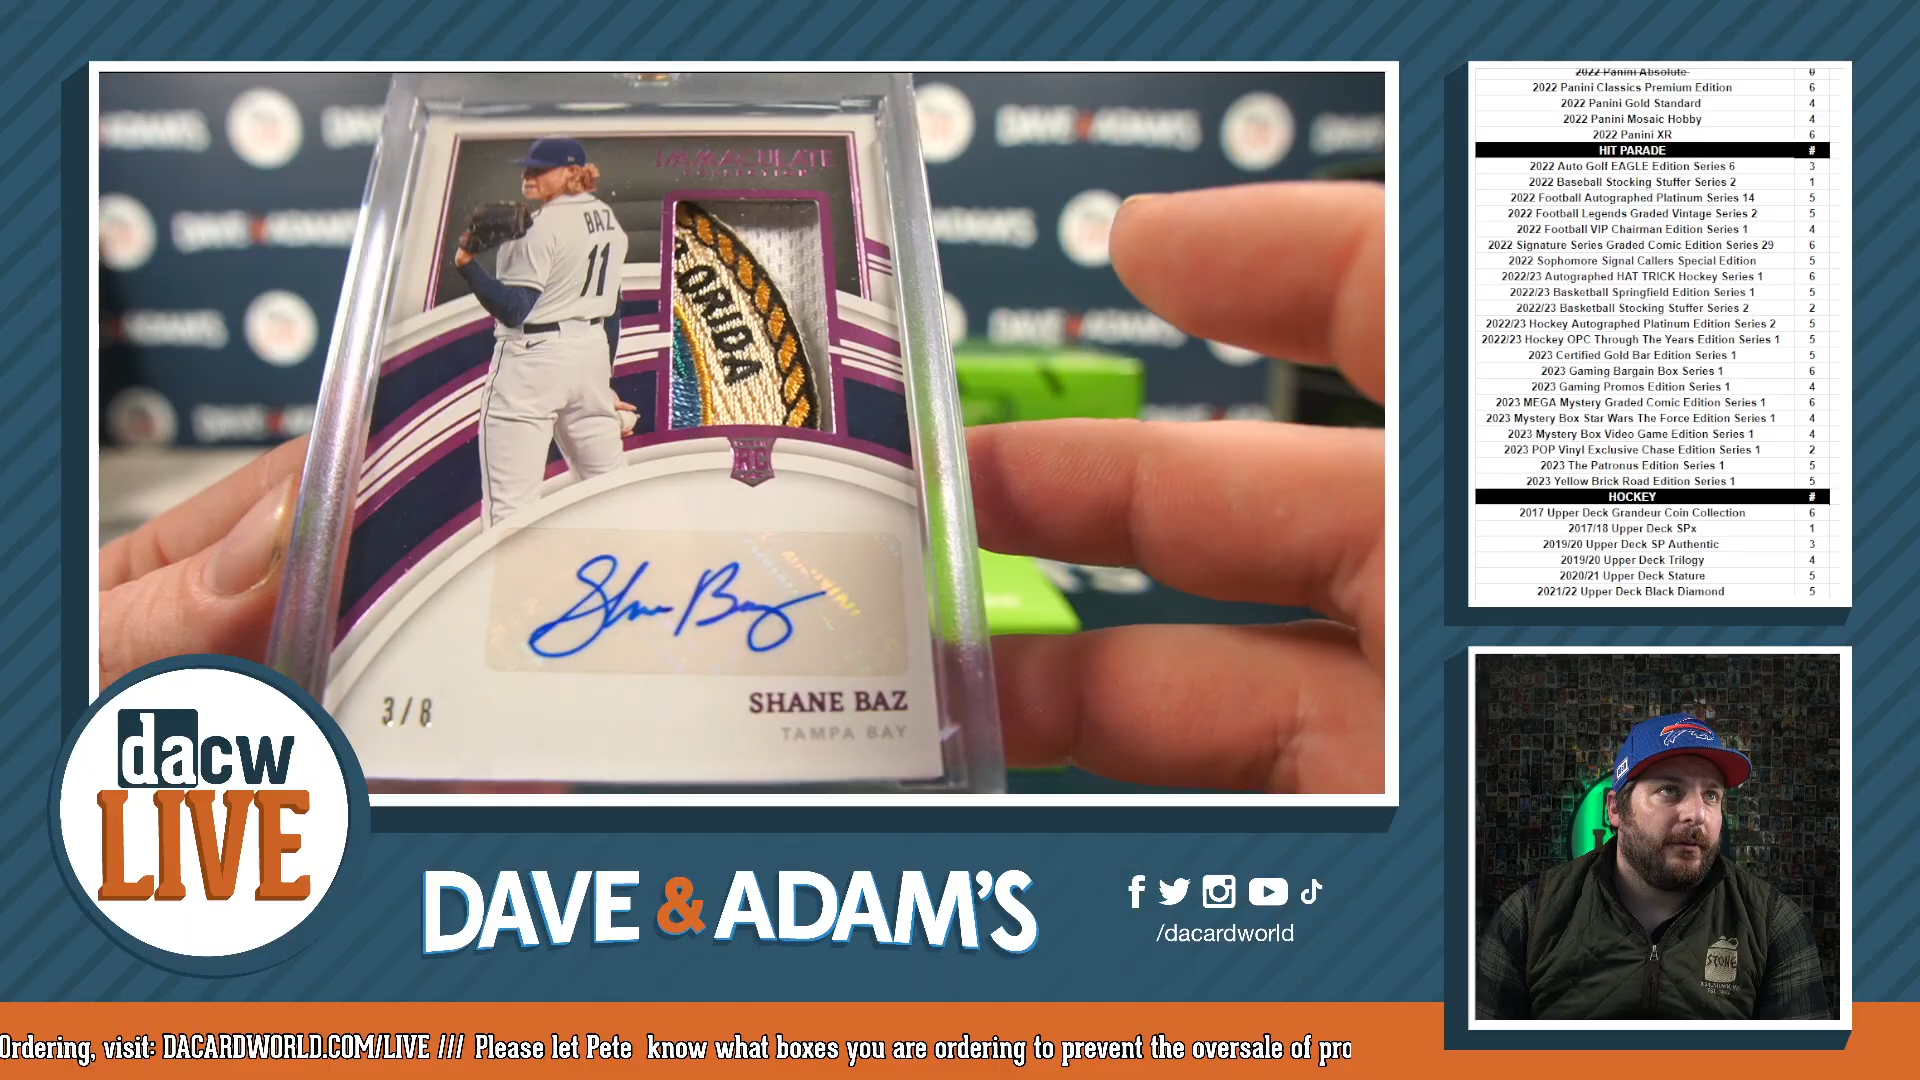 IMMACULATE
COLLECTION
BAZ
11
ORIDA
RC
Shane Baz
3/8
SHANE BAZ
TAMPA BAY
DAVE & ADAM'S
2022 Panini Absolute 0
2022 Panini Classics Premium Edition 6
2022 Panini Gold Standard 4
2022 Panini Mosaic Hobby 4
2022 Panini XR 6
HIT PARADE #
2022 Auto Golf EAGLE Edition Series 6 3
2022 Baseball Stocking Stuffer Series 2 1
2022 Football Autographed Platinum Series 14 5
2022 Football Legends Graded Vintage Series 2 5
2022 Football VIP Chairman Edition Series 1 4
2022 Signature Series Graded Comic Edition Series 29 6
2022 Sophomore Signal Callers Special Edition 5
2022/23 Autographed HAT TRICK Hockey Series 1 6
2022/23 Basketball Springfield Edition Series 1 5
2022/23 Basketball Stocking Stuffer Series 2 2
2022/23 Hockey Autographed Platinum Edition Series 2 5
2022/23 Hockey OPC Through The Years Edition Series 1 5
2023 Certified Gold Bar Edition Series 1 5
2023 Gaming Bargain Box Series 1 6
2023 Gaming Promos Edition Series 1 4
2023 MEGA Mystery Graded Comic Edition Series 1 6
2023 Mystery Box Star Wars The Force Edition Series 1 4
2023 Mystery Box Video Game Edition Series 1 4
2023 POP Vinyl Exclusive Chase Edition Series 1 2
2023 The Patronus Edition Series 1 5
2023 Yellow Brick Road Edition Series 1 5
HOCKEY #
2017 Upper Deck Grandeur Coin Collection 6
2017/18 Upper Deck SPx 1
2019/20 Upper Deck SP Authentic 3
2019/20 Upper Deck Trilogy 4
2020/21 Upper Deck Stature 5
2021/22 Upper Deck Black Diamond 5
dacw
LIVE
DAVE & ADAM'S
/dacardworld
STONE
Ordering, visit: DACARDWORLD.COM/LIVE /// Please let Pete know what boxes you are ordering to prevent the oversale of pro